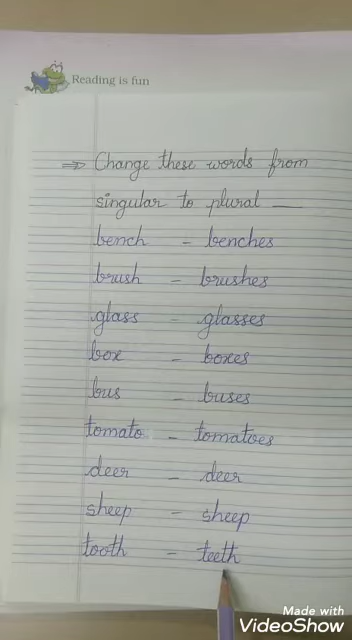 Reading is fun
⇒ Change these words from
singular to plural __
bench - benches
brush - brushes
glass - glasses
box - boxes
bus - buses
tomato - tomatoes
deer - deer
sheep - sheep
tooth - teeth
Made with
VideoShow